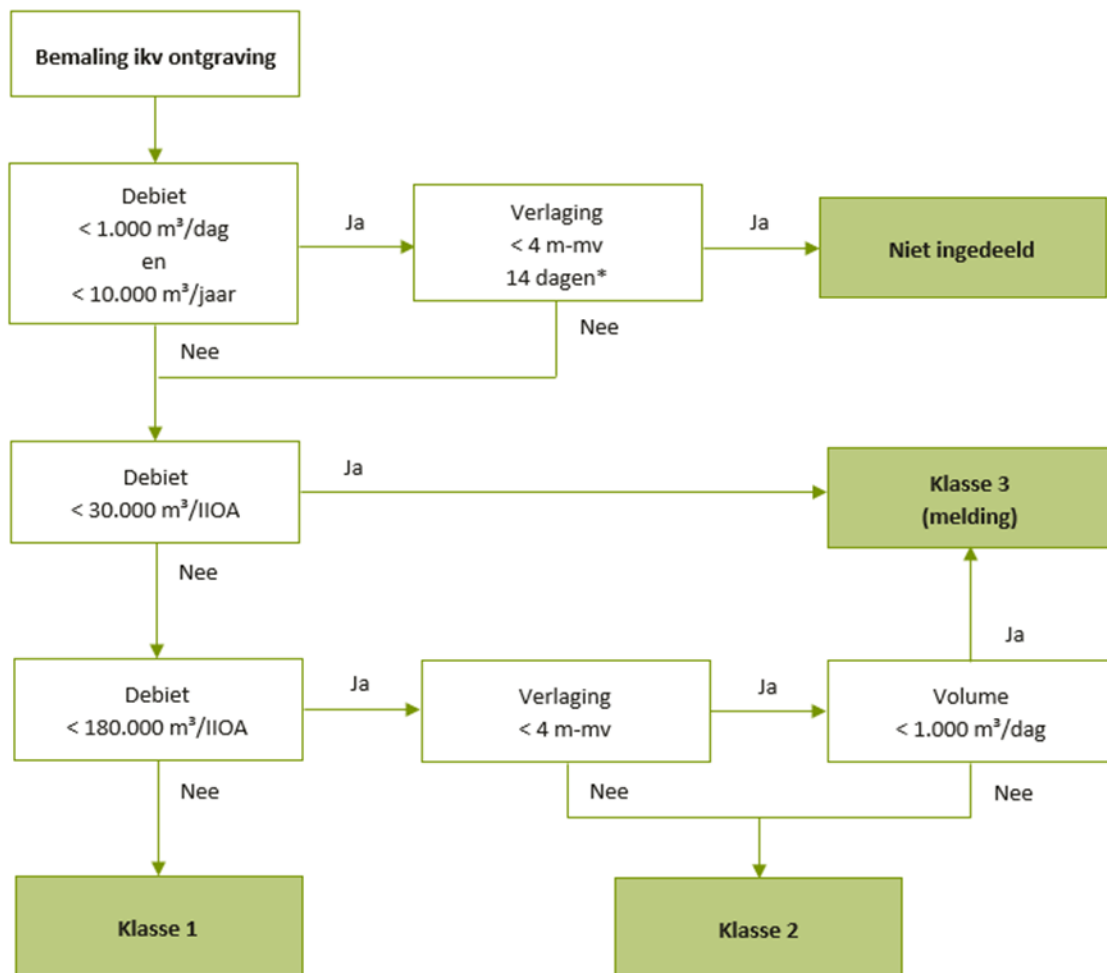 Bemaling ikv ontgraving
Debiet
< 1.000 m³/dag
en
< 10.000 m³/jaar
Ja
Verlaging
< 4 m-mv
14 dagen*
Ja
Niet ingedeeld
Nee
Nee
Debiet
< 30.000 m³/IIOA
Ja
Klasse 3
(melding)
Nee
Ja
Debiet
< 180.000 m³/IIOA
Ja
Verlaging
< 4 m-mv
Ja
Volume
< 1.000 m³/dag
Nee
Nee
Nee
Klasse 1
Klasse 2